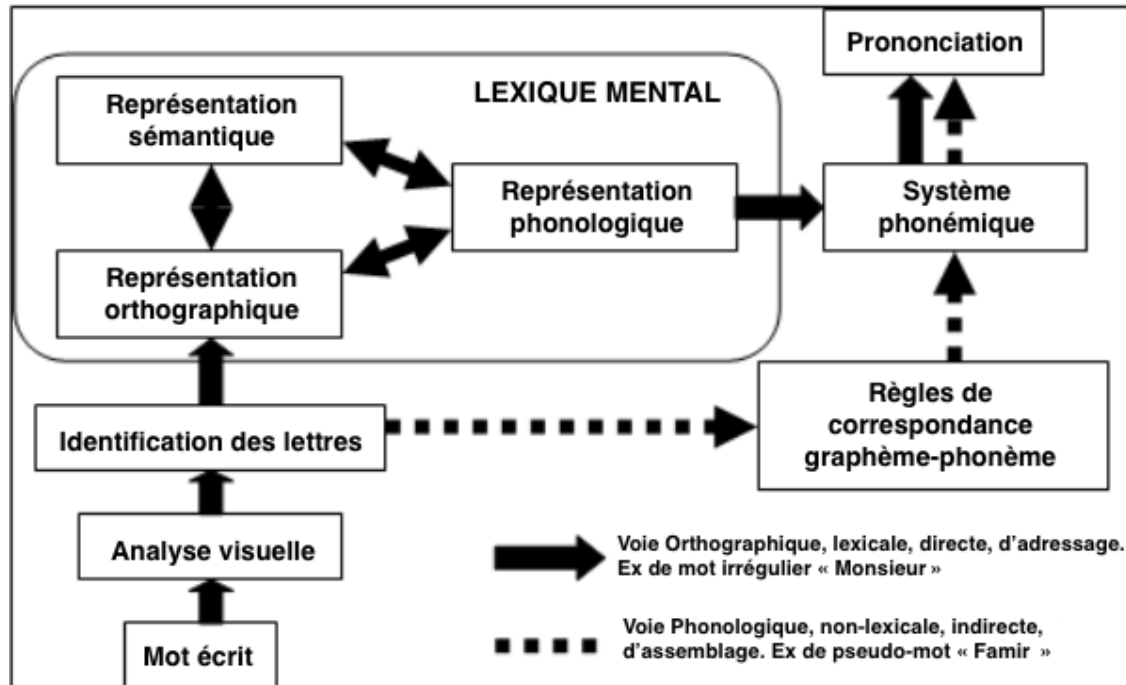 Prononciation
LEXIQUE MENTAL
Représentation
sémantique
Représentation
phonologique
Système
phonémique
Représentation
orthographique
Identification des lettres
Règles de
correspondance
graphème-phonème
Analyse visuelle
Mot écrit
Voie Orthographique, lexicale, directe, d'adressage.
Ex de mot irrégulier « Monsieur »
Voie Phonologique, non-lexicale, indirecte,
d'assemblage. Ex de pseudo-mot « Famir »